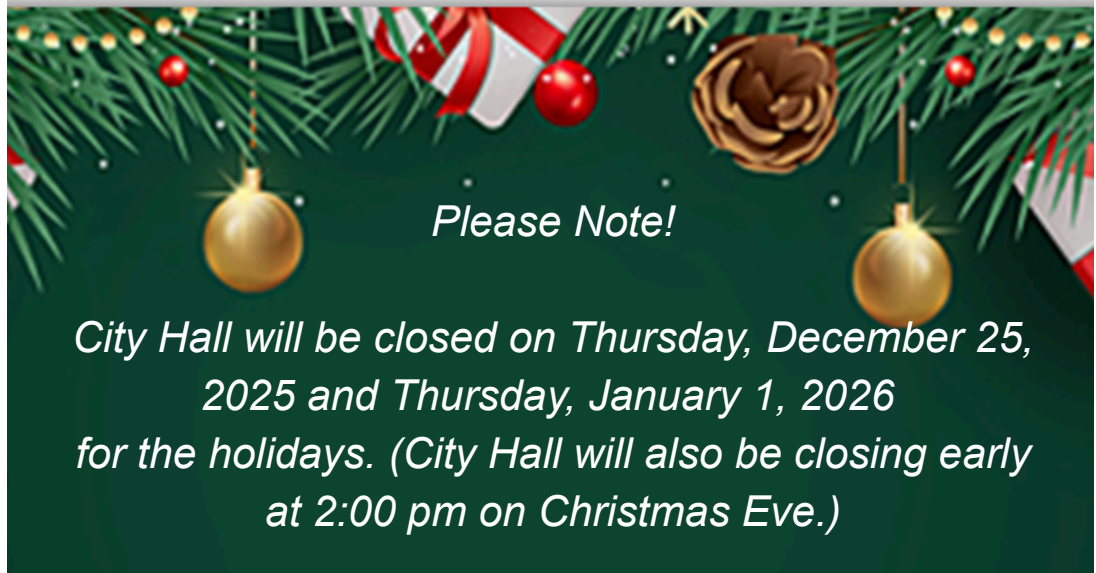 Please Note!
City Hall will be closed on Thursday, December 25,
2025 and Thursday, January 1, 2026
for the holidays. (City Hall will also be closing early
at 2:00 pm on Christmas Eve.)